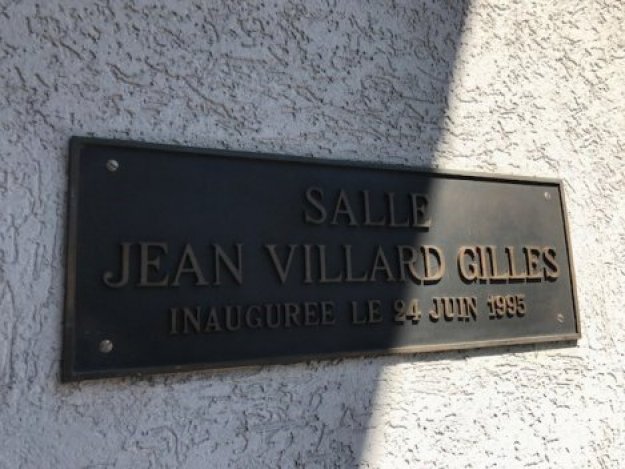 SALLE
JEAN VILLARD GILLES
INAUGUREE LE 24 JUIN 1995